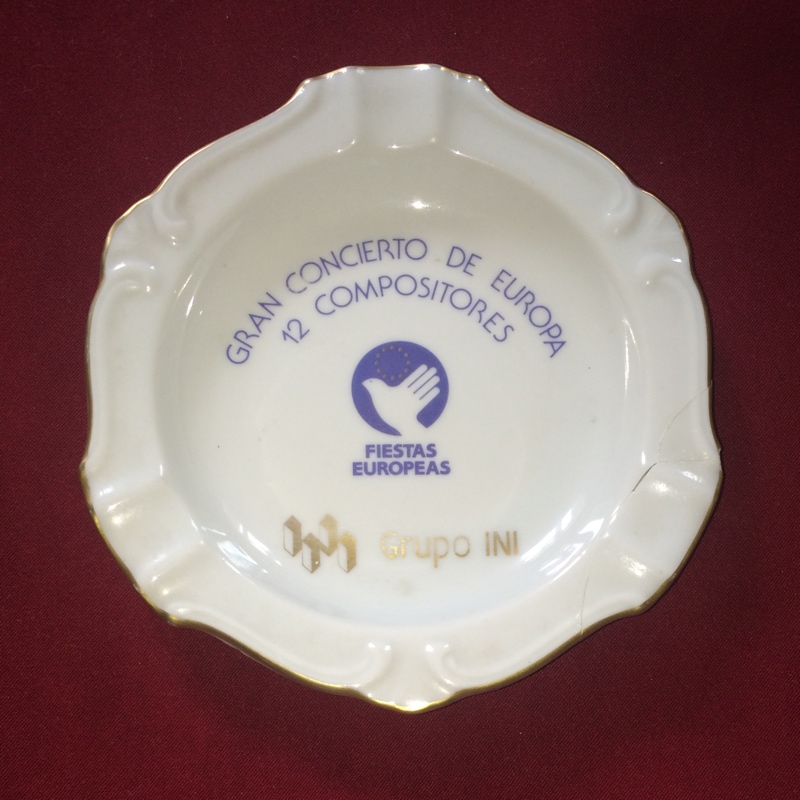 GRAN CONCIERTO DE EUROPA
12 COMPOSITORES
FIESTAS
EUROPEAS
Grupo INI